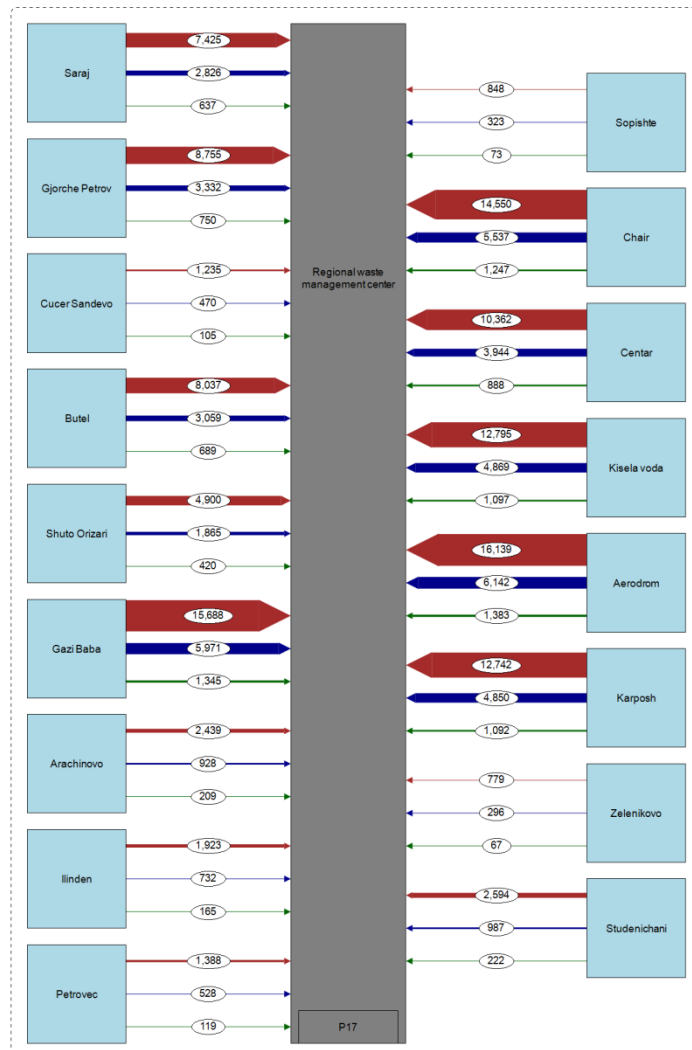 7,425
Saraj
2,826
637
8,755
Gjorche Petrov
3,332
750
1,235
Cucer Sandevo
470
105
8,037
Butel
3,059
689
4,900
Shuto Orizari
1,865
420
15,688
Gazi Baba
5,971
1,345
2,439
Arachinovo
928
209
1,923
Ilinden
732
165
1,388
Petrovec
528
119
Regional waste
management center
P17
848
323
Sopishte
73
14,550
5,537
Chair
1,247
10,362
3,944
Centar
888
12,795
4,869
Kisela voda
1,097
16,139
6,142
Aerodrom
1,383
12,742
4,850
Karposh
1,092
779
296
Zelenikovo
67
2,594
987
Studenichani
222